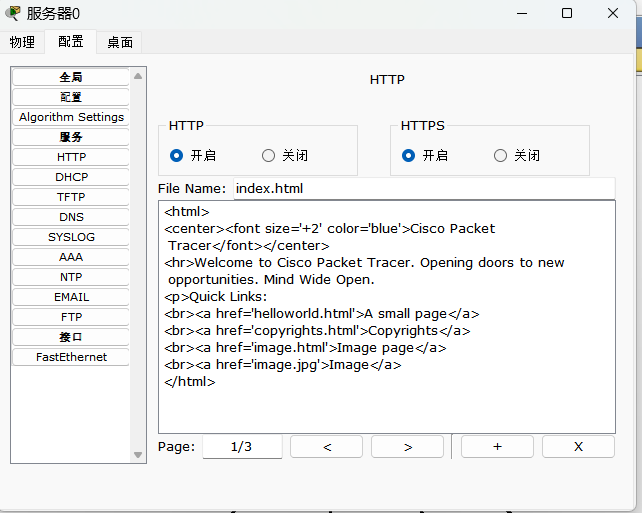 服务器0
物理 配置 桌面
全局
配置
Algorithm Settings
服务
HTTP
DHCP
TFTP
DNS
SYSLOG
AAA
NTP
EMAIL
FTP
接口
FastEthernet
HTTP
HTTP
开启 关闭
HTTPS
开启 关闭
File Name: index.html
<html>
<center><font size='+2' color='blue'>Cisco Packet
Tracer</font></center>
<hr>Welcome to Cisco Packet Tracer. Opening doors to new
opportunities. Mind Wide Open.
<p>Quick Links:
<br><a href='helloworld.html'>A small page</a>
<br><a href='copyrights.html'>Copyrights</a>
<br><a href='image.html'>Image page</a>
<br><a href='image.jpg'>Image</a>
</html>
Page: 1/3 < > + X